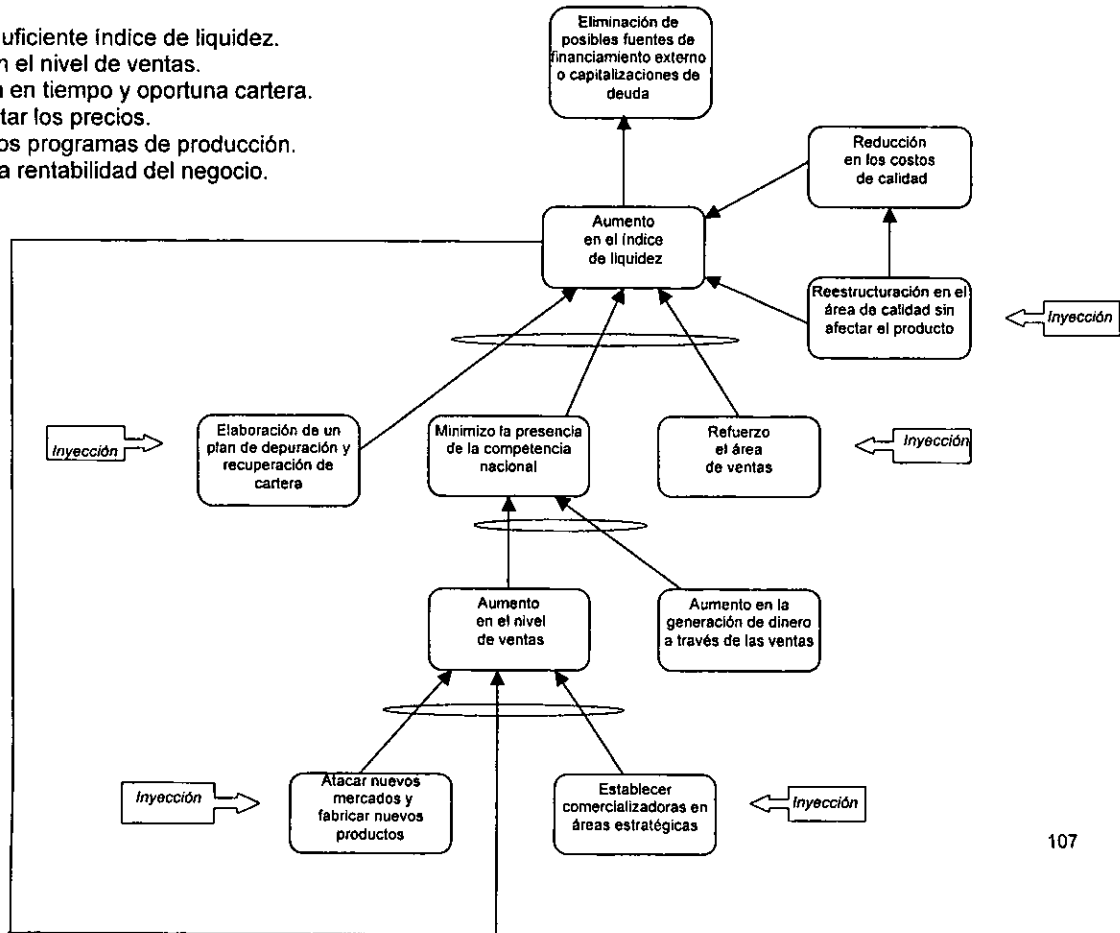 uficiente índice de liquidez.
n el nivel de ventas.
n en tiempo y oportuna cartera.
tar los precios.
os programas de producción.
a rentabilidad del negocio.
Eliminación de
posibles fuentes de
financiamiento externo
o capitalizaciones de
deuda
Reducción
en los costos
de calidad
Aumento
en el índice
de liquidez
Reestructuración en el
área de calidad sin
afectar el producto
Inyección
Inyección
Elaboración de un
plan de depuración y
recuperación de
cartera
Minimizo la presencia
de la competencia
nacional
Refuerzo
el área
de ventas
Inyección
Aumento
en el nivel
de ventas
Aumento en la
generación de dinero
a través de las ventas
Inyección
Atacar nuevos
mercados y
fabricar nuevos
productos
Establecer
comercializadoras en
áreas estratégicas
Inyección
107